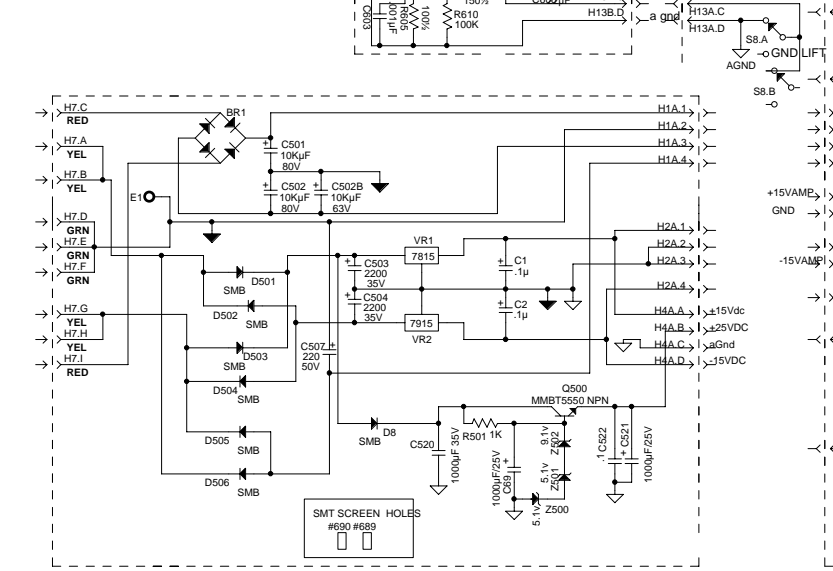 C603
.001µF
R605
100½
150½
R610
100K
H13B.D
a gnd
H13A.C
H13A.D
S8.A
GND LIFT
AGND
S8.B
H7.C
RED
BR1
H1A.1
H7.A
YEL
H1A.2
C501
10KµF
80V
H1A.3
H1A.4
H7.B
YEL
E1
C502
10KµF
80V
C502B
10KµF
63V
+15VAMP
GND
-15VAMP
H7.D
GRN
H7.E
GRN
H7.F
GRN
VR1
7815
H2A.1
H2A.2
H2A.3
D501
SMB
C503
2200
35V
C1
.1µ
H2A.4
D502
SMB
C504
2200
35V
C2
.1µ
H7.G
YEL
H7.H
YEL
H7.I
RED
7915
VR2
H4A.A
+15Vdc
H4A.B
+25VDC
H4A.C
aGnd
H4A.D
-15VDC
D503
SMB
C507
220
50V
D504
SMB
Q500
MMBT5550 NPN
D505
SMB
D8
SMB
C520
1000µF 35V
R501 1K
1000µF/25V
C69
9.1v
Z502
5.1v
Z501
5.1v
Z500
.1
C522
C521
1000µF/25V
D506
SMB
SMT SCREEN HOLES
#690 #689